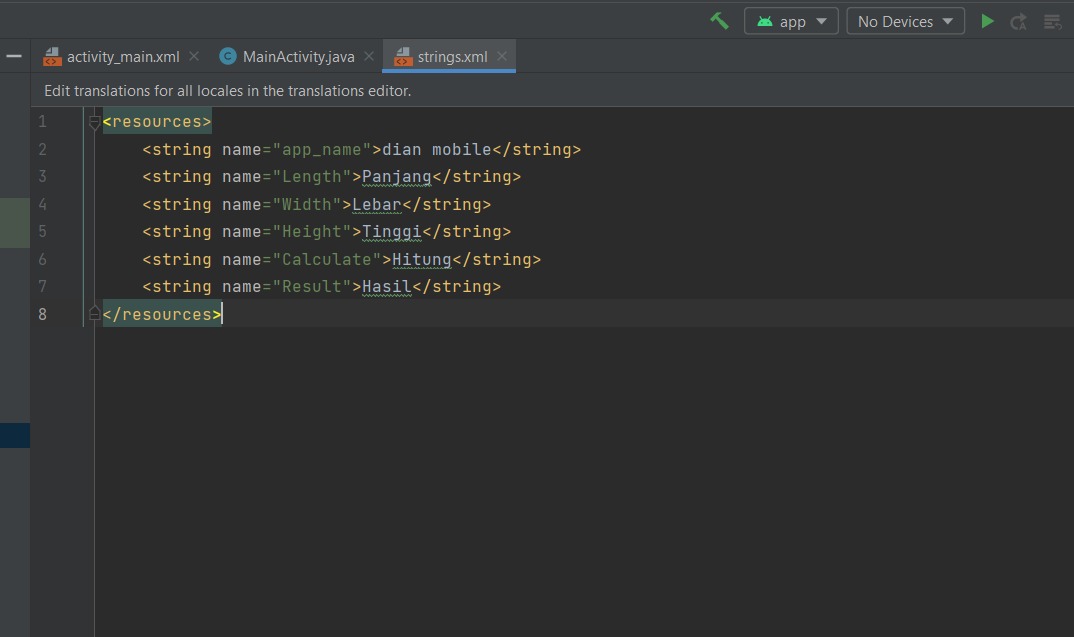 app No Devices
activity_main.xml MainActivity.java strings.xml
Edit translations for all locales in the translations editor.
1 <resources>
2 <string name="app_name">dian mobile</string>
3 <string name="Length">Panjang</string>
4 <string name="Width">Lebar</string>
5 <string name="Height">Tinggi</string>
6 <string name="Calculate">Hitung</string>
7 <string name="Result">Hasil</string>
8 </resources>